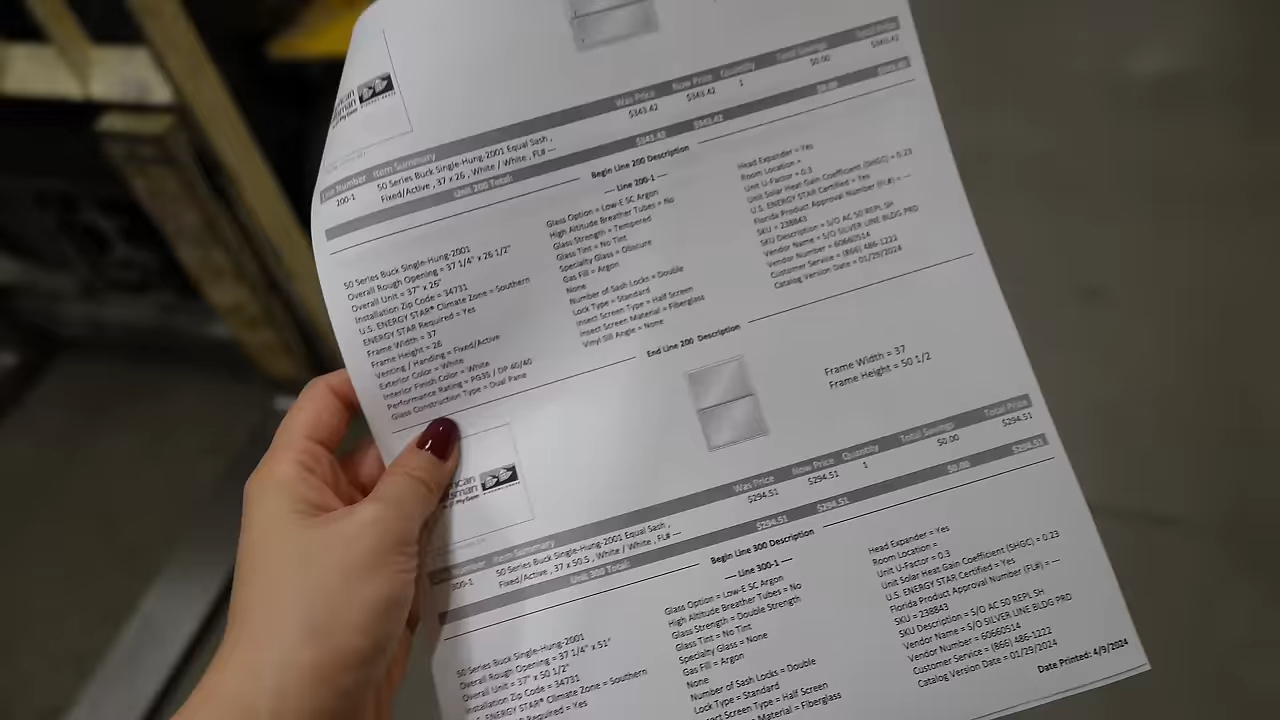 Was Price Now Price Quantity Total Savings Total Price
Line Number Item Summary
200-1 50 Series Buck Single-Hung-2001 Equal Sash, $343.42 $343.42 1 $0.00 $343.42
Fixed/Active , 37 x 26 , White / White , FL# ---
Unit 200 Total: $343.42 $343.42 $0.00 $343.42
Begin Line 200 Description
---- Line 200-1 ----
50 Series Buck Single-Hung-2001
Overall Rough Opening = 37 1/4" x 26 1/2"
Overall Unit = 37" x 26"
Installation Zip Code = 34731
U.S. ENERGY STAR® Climate Zone = Southern
ENERGY STAR Required = Yes
Frame Width = 37
Frame Height = 26
Venting / Handing = Fixed/Active
Exterior Color = White
Interior Finish Color = White
Performance Rating = PG35 / DP 40/40
Glass Construction Type = Dual Pane
Glass Option = Low-E SC Argon
High Altitude Breather Tubes = No
Glass Strength = Tempered
Glass Tint = No Tint
Specialty Glass = Obscure
Gas Fill = Argon
None
Number of Sash Locks = Double
Lock Type = Standard
Insect Screen Type = Half Screen
Insect Screen Material = Fiberglass
Vinyl Sill Angle = None
Head Expander = Yes
Room Location =
Unit U-Factor = 0.3
Unit Solar Heat Gain Coefficient (SHGC) = 0.23
U.S. ENERGY STAR Certified = Yes
Florida Product Approval Number (FL#) = ---
SKU = 238843
SKU Description = S/O AC 50 REPL SH
Vendor Name = S/O SILVER LINE BLDG PRD
Vendor Number = 60660514
Customer Service = (866) 486-1222
Catalog Version Date = 01/29/2024
End Line 200 Description
Frame Width = 37
Frame Height = 50 1/2
Was Price Now Price Quantity Total Savings Total Price
Number Item Summary
300-1 50 Series Buck Single-Hung-2001 Equal Sash , $294.51 $294.51 1 $0.00 $294.51
Fixed/Active , 37 x 50.5 , White / White , FL# ---
Unit 300 Total: $294.51 $294.51 $0.00 $294.51
Begin Line 300 Description
---- Line 300-1 ----
50 Series Buck Single-Hung-2001
Overall Rough Opening = 37 1/4" x 51"
Overall Unit = 37" x 50 1/2"
Installation Zip Code = 34731
U.S. ENERGY STAR® Climate Zone = Southern
Required = Yes
Glass Option = Low-E SC Argon
High Altitude Breather Tubes = No
Glass Strength = Double Strength
Glass Tint = No Tint
Specialty Glass = None
Gas Fill = Argon
None
Number of Sash Locks = Double
Lock Type = Standard
Insect Screen Type = Half Screen
Insect Screen Material = Fiberglass
Head Expander = Yes
Room Location =
Unit U-Factor = 0.3
Unit Solar Heat Gain Coefficient (SHGC) = 0.23
U.S. ENERGY STAR Certified = Yes
Florida Product Approval Number (FL#) = ---
SKU = 238843
SKU Description = S/O AC 50 REPL SH
Vendor Name = S/O SILVER LINE BLDG PRD
Vendor Number = 60660514
Customer Service = (866) 486-1222
Catalog Version Date = 01/29/2024
Date Printed: 4/9/2024